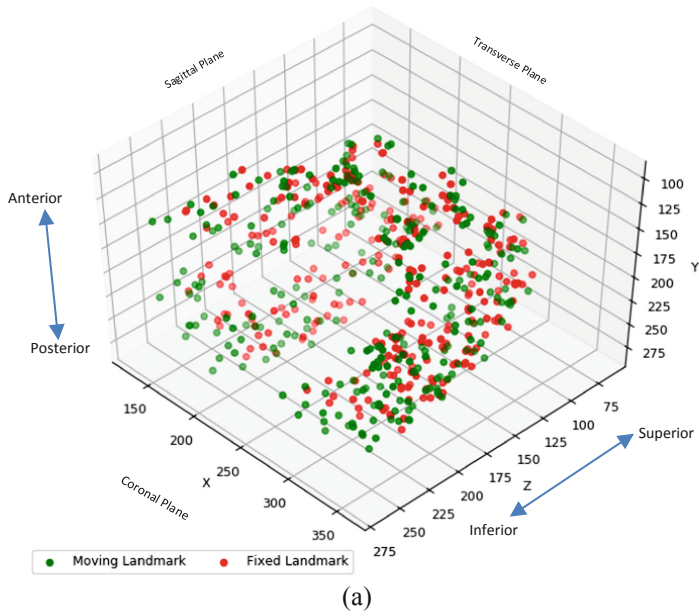 Sagittal Plane
Transverse Plane
Anterior
Posterior
100
125
150
175
200
225
250
275
Y
150
200
250
300
350
X
Coronal Plane
75
100
125
150
175
200
225
250
275
Z
Superior
Inferior
Moving Landmark
Fixed Landmark
(a)